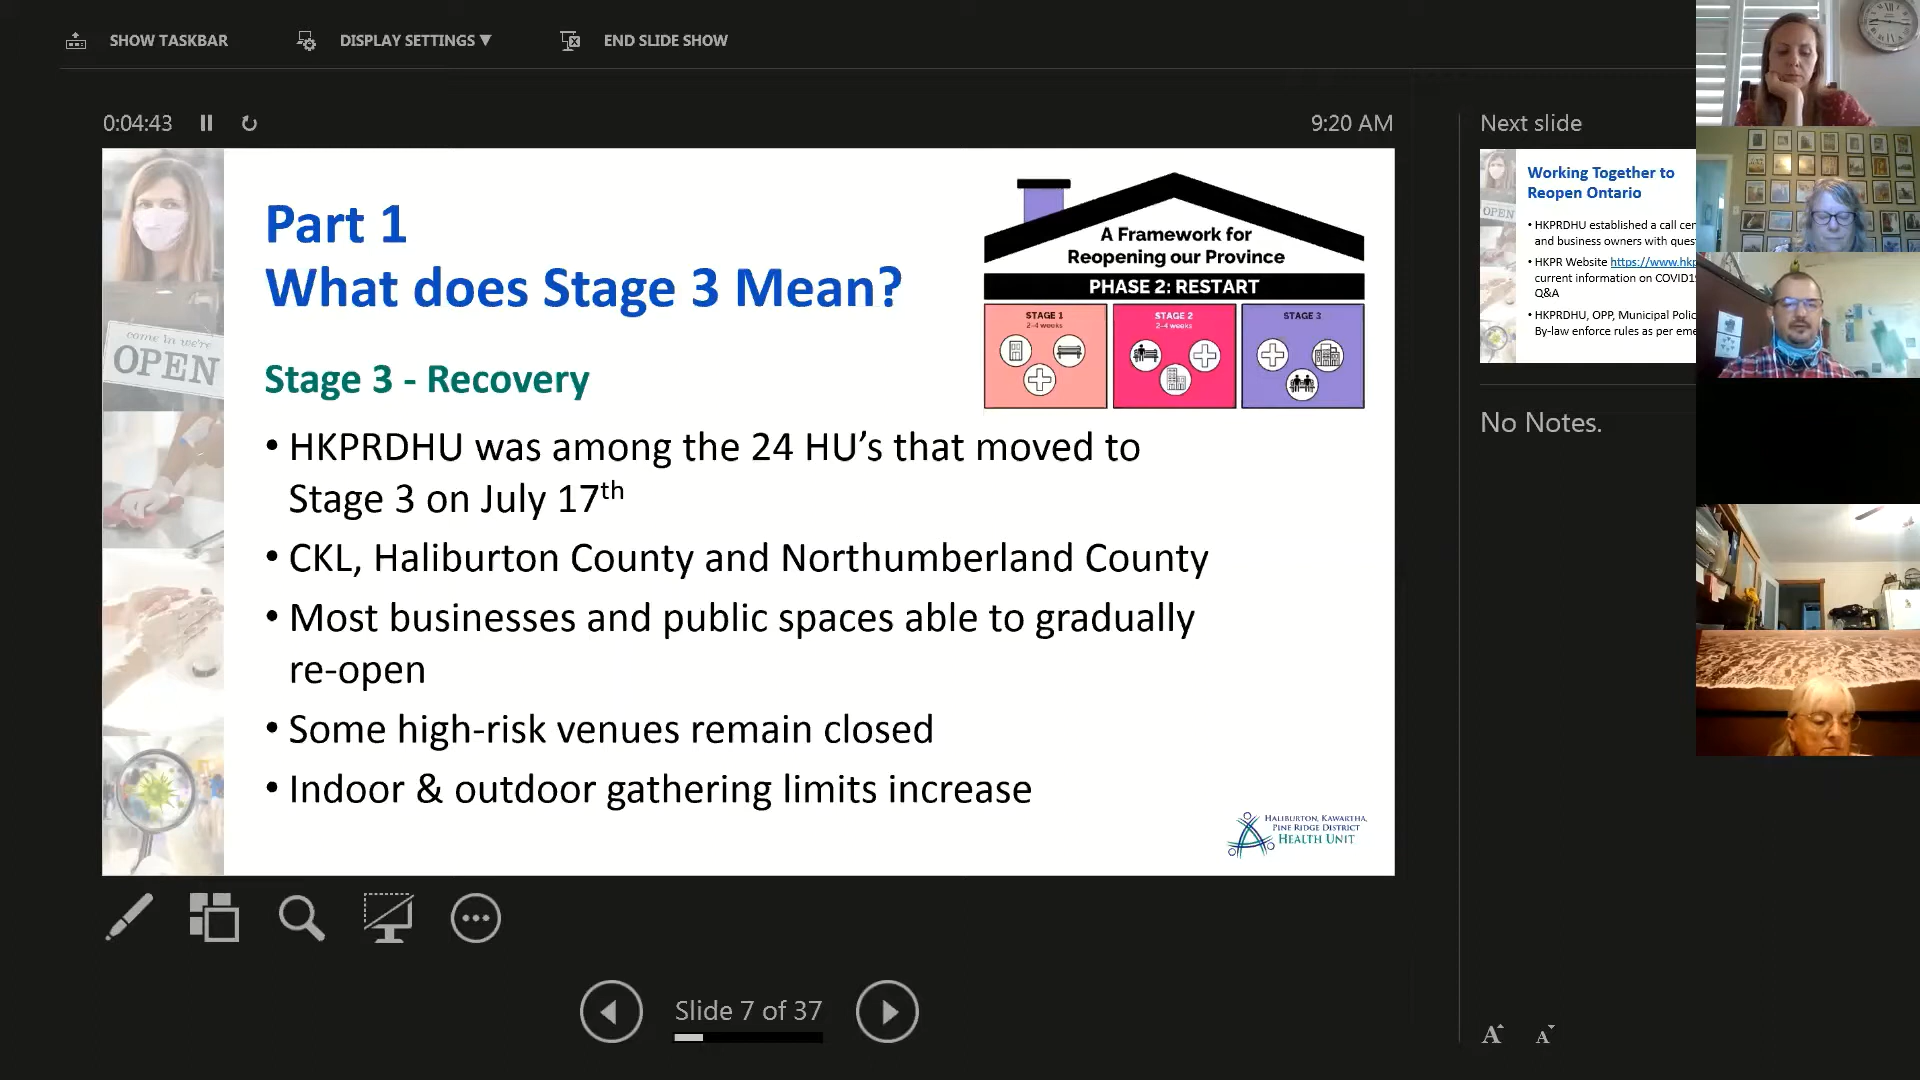 SHOW TASKBAR
DISPLAY SETTINGS ▼
END SLIDE SHOW
0:04:43
9:20 AM
Next slide
Part 1
What does Stage 3 Mean?
Stage 3 - Recovery
• HKPRDHU was among the 24 HU’s that moved to
Stage 3 on July 17th
• CKL, Haliburton County and Northumberland County
• Most businesses and public spaces able to gradually
re-open
• Some high-risk venues remain closed
• Indoor & outdoor gathering limits increase
A Framework for
Reopening our Province
PHASE 2: RESTART
STAGE 1
2-4 weeks
STAGE 2
2-4 weeks
STAGE 3
come in we're
OPEN
HALIBURTON, KAWARTHA,
PINE RIDGE DISTRICT
HEALTH UNIT
Working Together to
Reopen Ontario
• HKPRDHU established a call cen
and business owners with ques
• HKPR Website https://www.hkp
current information on COVID1
Q&A
• HKPRDHU, OPP, Municipal Polic
By-law enforce rules as per eme
OPEN
No Notes.
Slide 7 of 37
A A